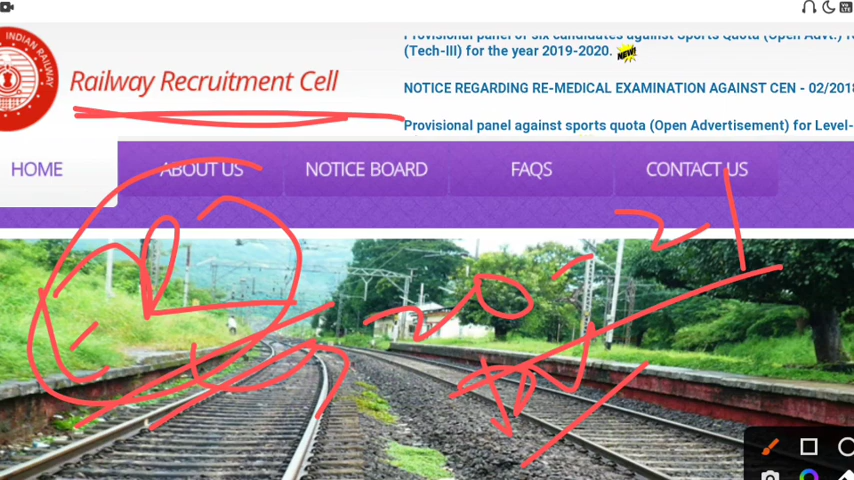 INDIAN RAILWAY
Railway Recruitment Cell
(Tech-III) for the year 2019-2020. NEW!
NOTICE REGARDING RE-MEDICAL EXAMINATION AGAINST CEN - 02/2018
Provisional panel against sports quota (Open Advertisement) for Level-
HOME
ABOUT US
NOTICE BOARD
FAQS
CONTACT US